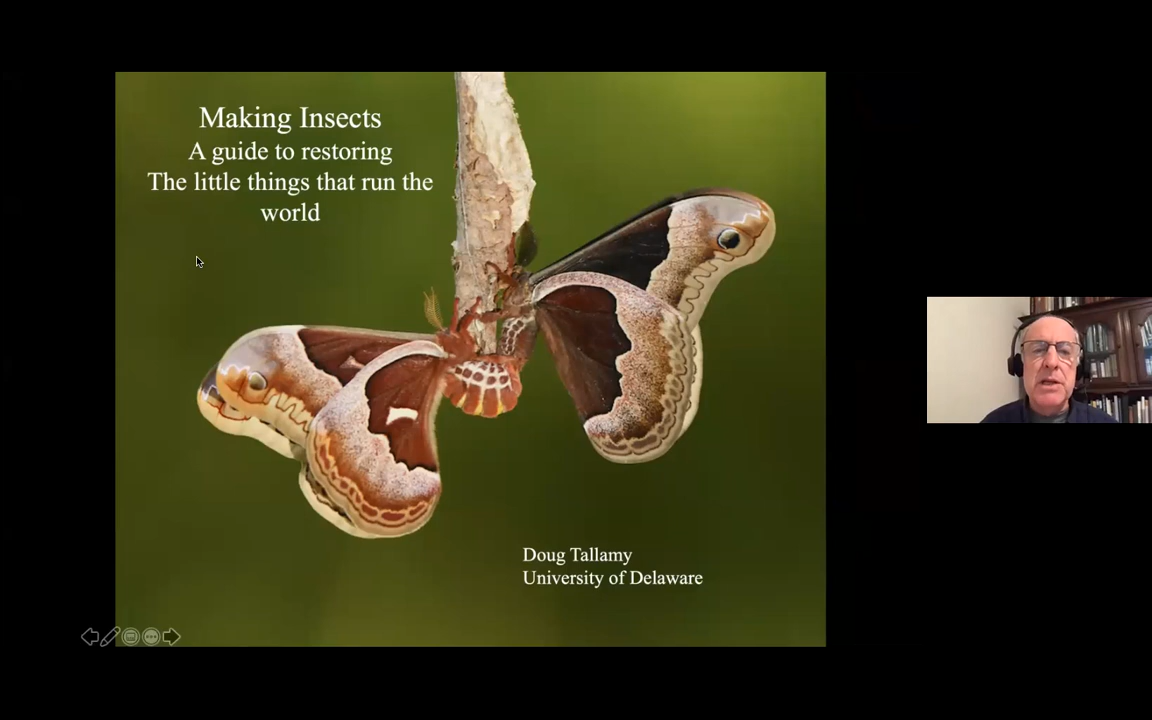 Making Insects
A guide to restoring
The little things that run the
world
Doug Tallamy
University of Delaware